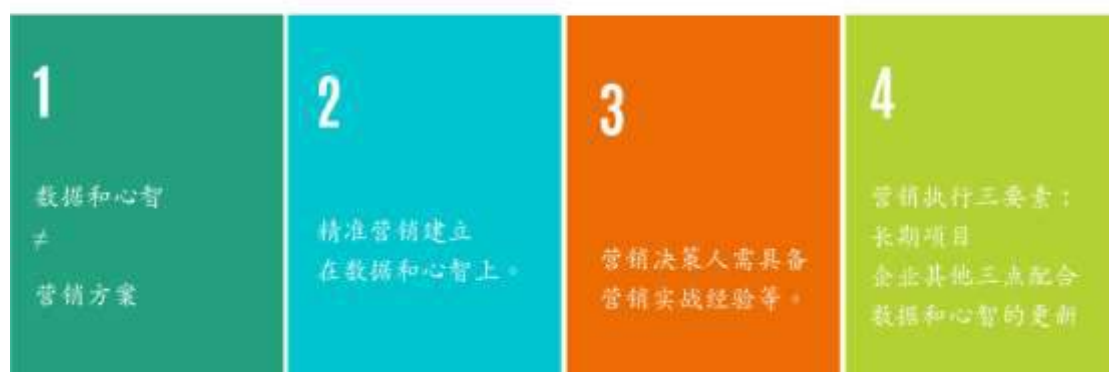 1
数据和心智
≠
营销方案
2
精准营销建立
在数据和心智上。
3
营销决策人需具备
营销实战经验等。
4
营销执行三要素：
长期项目
企业其他三点配合
数据和心智的更新